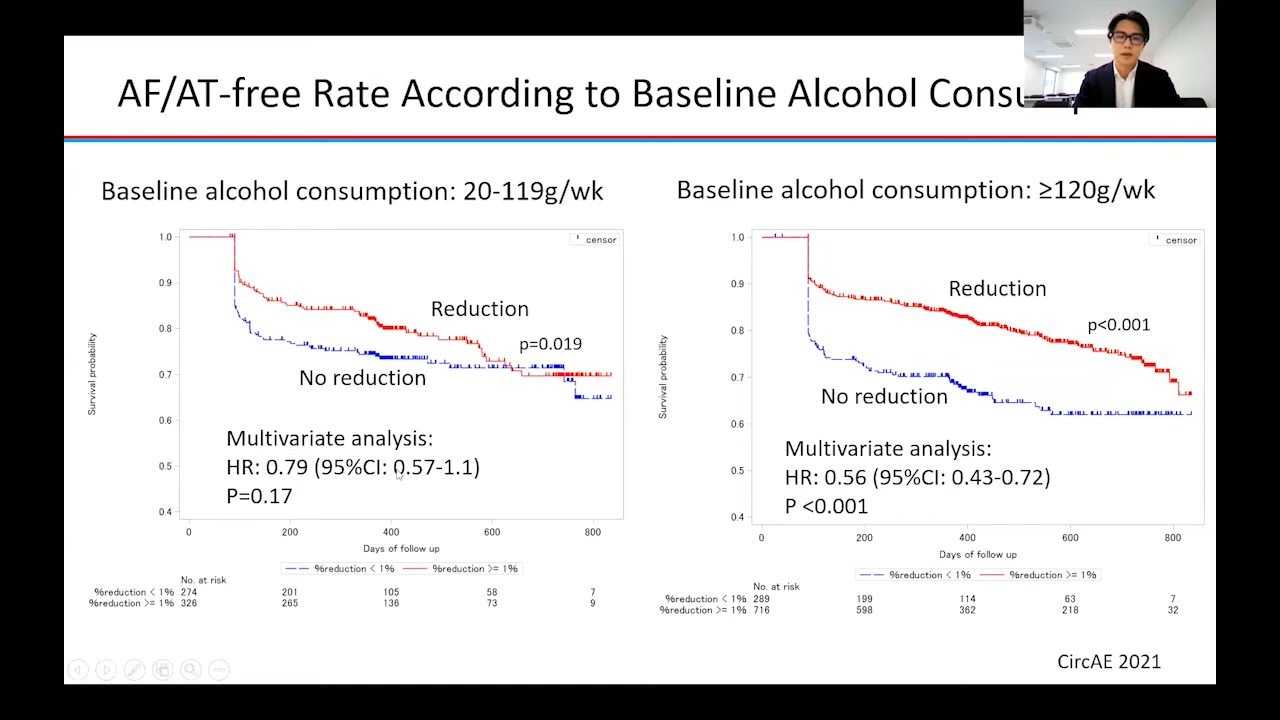 AF/AT-free Rate According to Baseline Alcohol
Baseline alcohol consumption: 20-119g/wk
Survival probability
1.0
0.9
0.8
0.7
0.6
0.5
0.4
censor
Reduction
p=0.019
No reduction
Multivariate analysis:
HR: 0.79 (95%CI: 0.57-1.1)
P=0.17
0 200 400 600 800
Days of follow up
%reduction < 1% %reduction >= 1%
No. at risk
%reduction < 1% 274 201 105 58 7
%reduction >= 1% 326 265 136 73 9
Baseline alcohol consumption: ≥120g/wk
Survival probability
1.0
0.9
0.8
0.7
0.6
0.5
0.4
censor
Reduction
p<0.001
No reduction
Multivariate analysis:
HR: 0.56 (95%CI: 0.43-0.72)
P <0.001
0 200 400 600 800
Days of follow up
%reduction < 1% %reduction >= 1%
No. at risk
%reduction < 1% 289 199 114 63 7
%reduction >= 1% 716 598 362 218 32
CircAE 2021